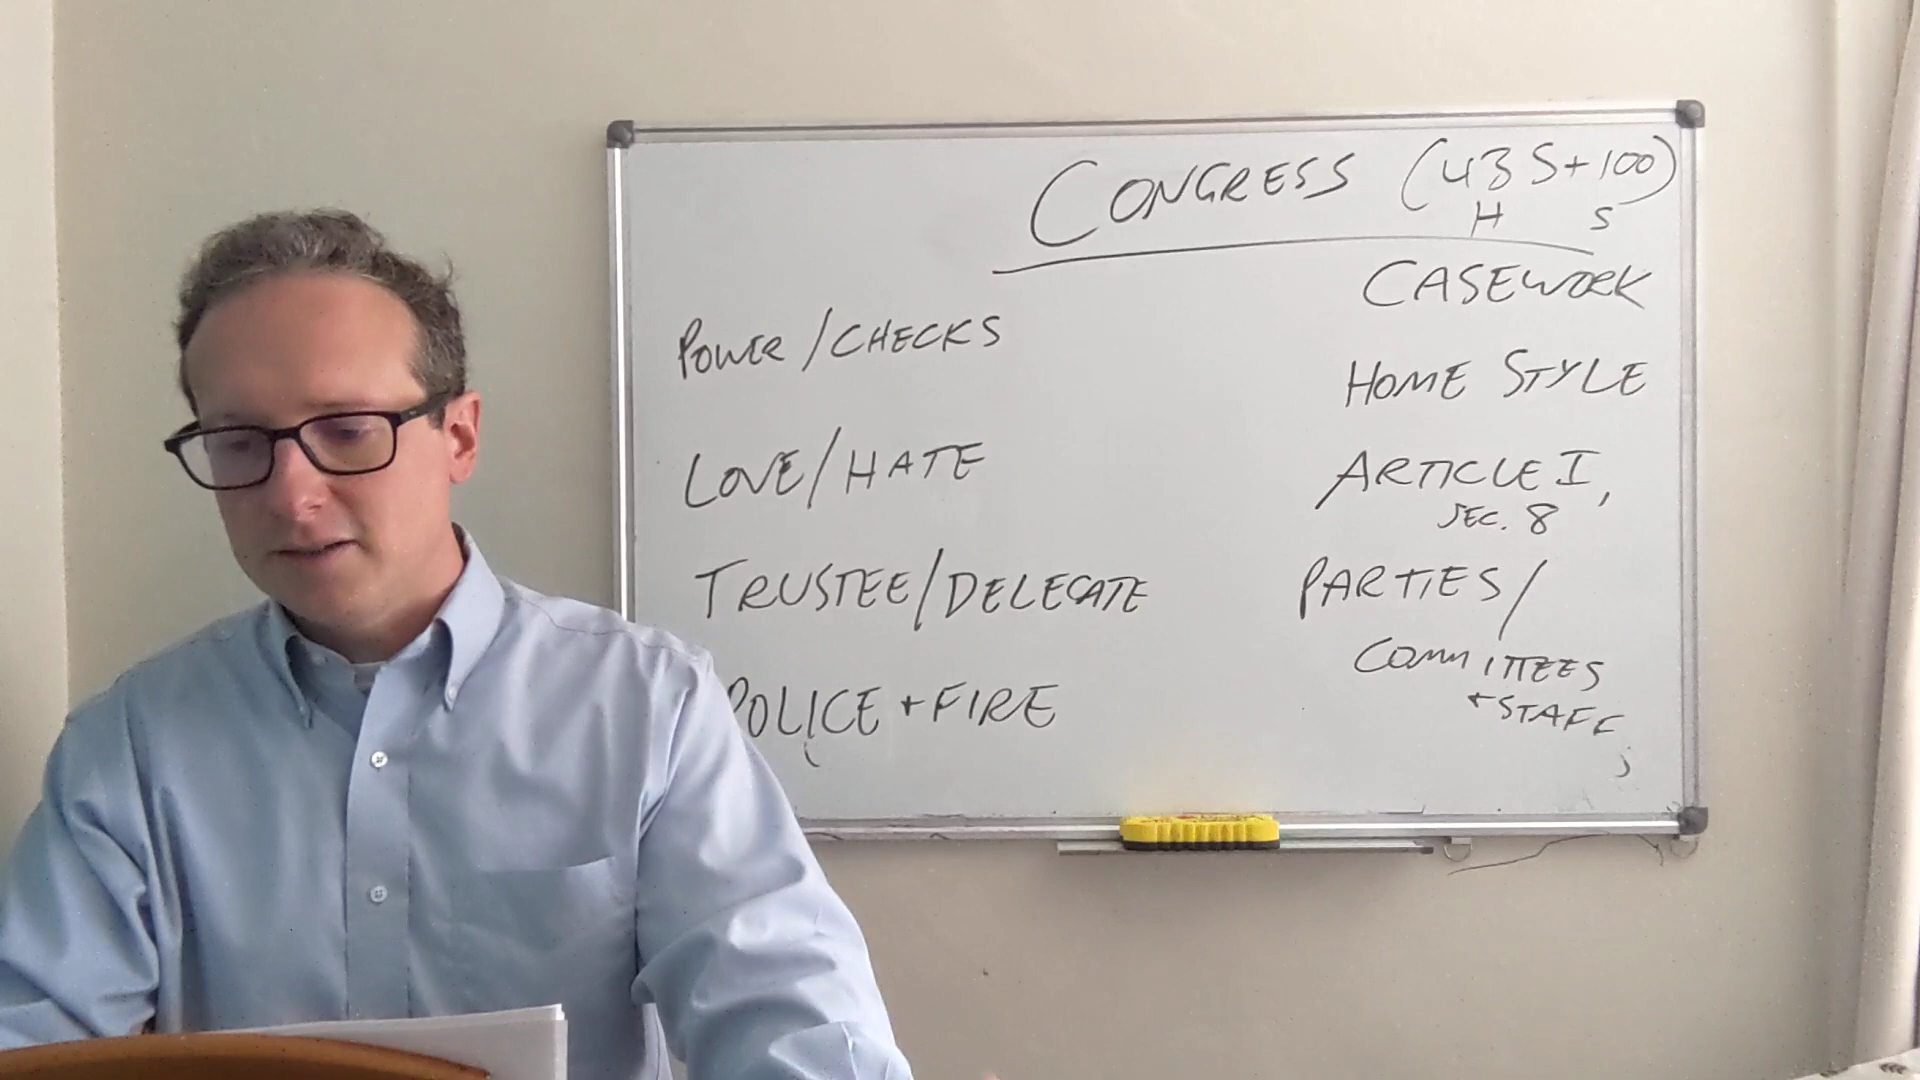 CONGRESS (435+100)
H S
POWER/CHECKS
LOVE/HATE
TRUSTEE/DELEGATE
POLICE + FIRE
CASEWORK
HOME STYLE
ARTICLE I,
SEC. 8
PARTIES/
COMMITTEES
+ STAFF